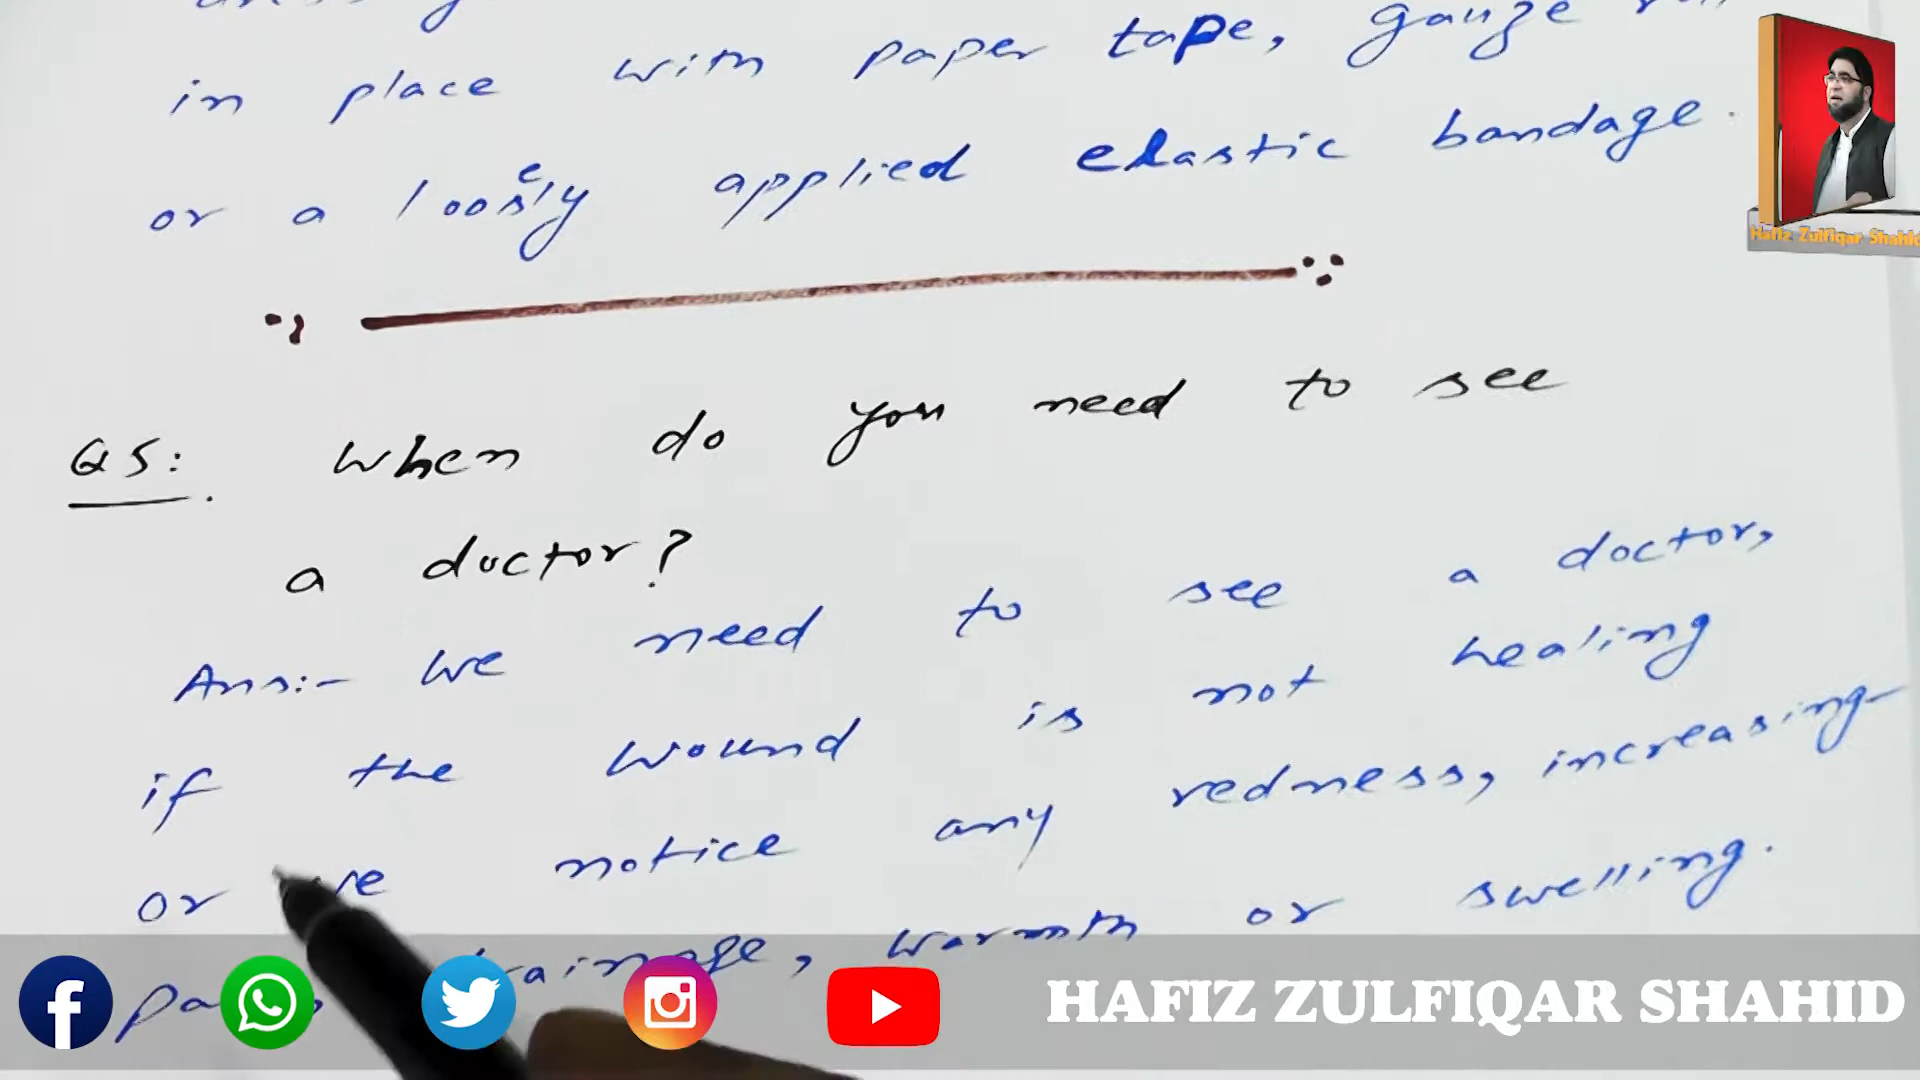 in place with paper tape, gauze
or a loosely applied elastic bandage.
Q5: When do you need to see
a doctor?
Ans:- We need to see a doctor,
if the wound is not healing
or we notice any redness, increasing
drainage, warmth or swelling.
Hafiz Zulfiqar Shahid
HAFIZ ZULFIQAR SHAHID